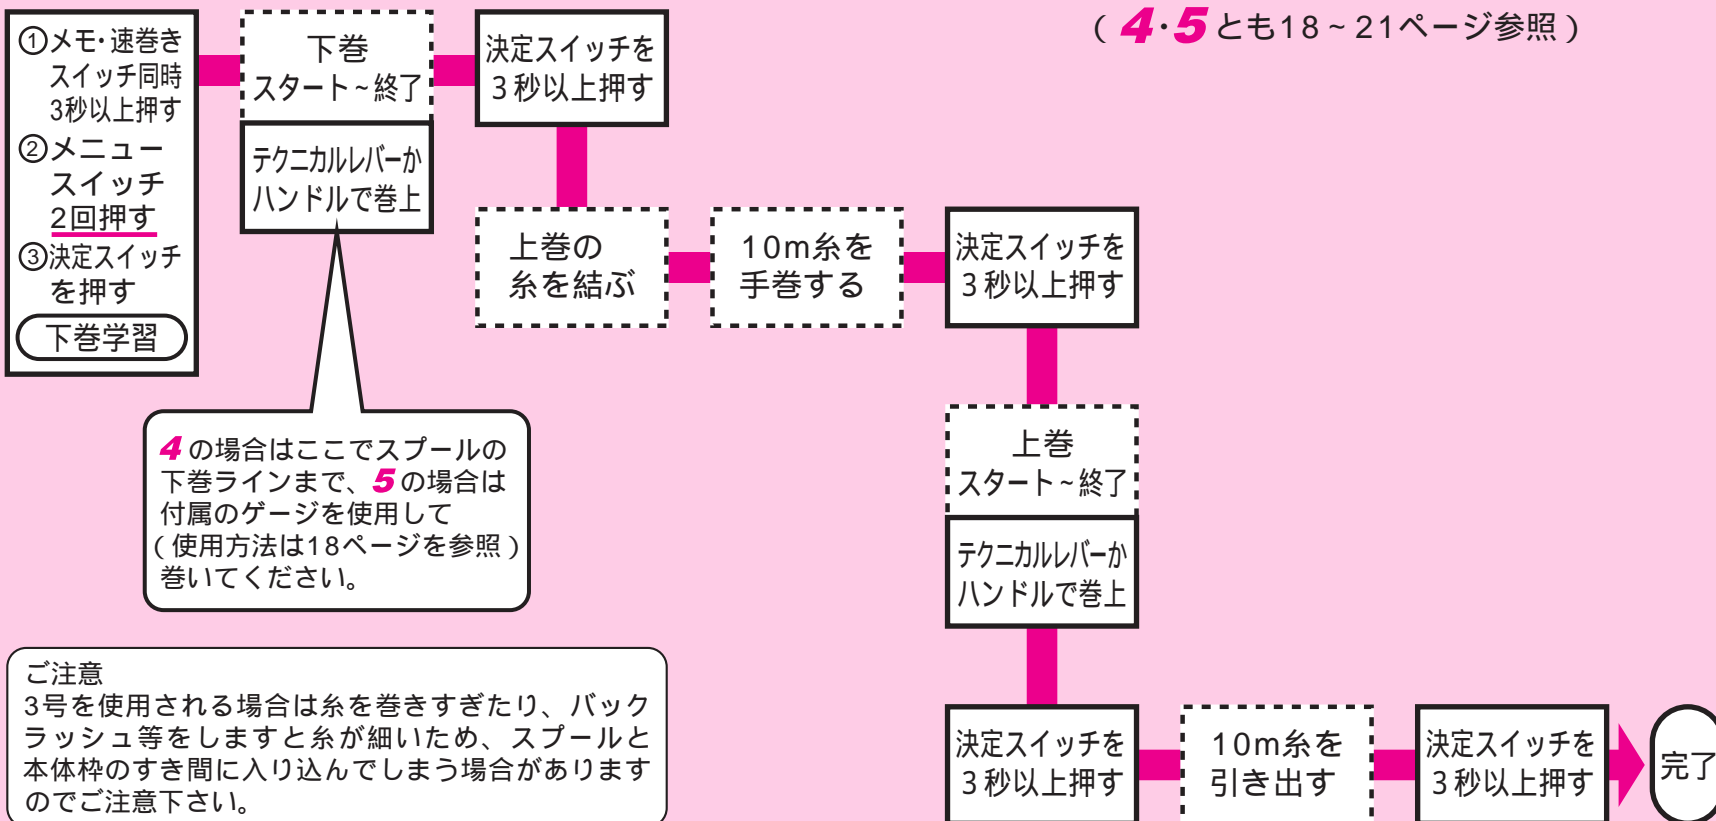 （4・5とも18～21ページ参照）
①メモ・速巻き
スイッチ同時
3秒以上押す
②メニュー
スイッチ
2回押す
③決定スイッチ
を押す
下巻学習
下巻
スタート～終了
テクニカルレバーか
ハンドルで巻上
決定スイッチを
3秒以上押す
上巻の
糸を結ぶ
10m糸を
手巻する
決定スイッチを
3秒以上押す
4の場合はここでスプールの
下巻ラインまで、5の場合は
付属のゲージを使用して
（使用方法は18ページを参照）
巻いてください。
上巻
スタート～終了
テクニカルレバーか
ハンドルで巻上
決定スイッチを
3秒以上押す
10m糸を
引き出す
決定スイッチを
3秒以上押す
完了
ご注意
3号を使用される場合は糸を巻きすぎたり、バック
ラッシュ等をしますと糸が細いため、スプールと
本体枠のすき間に入り込んでしまう場合があります
のでご注意下さい。